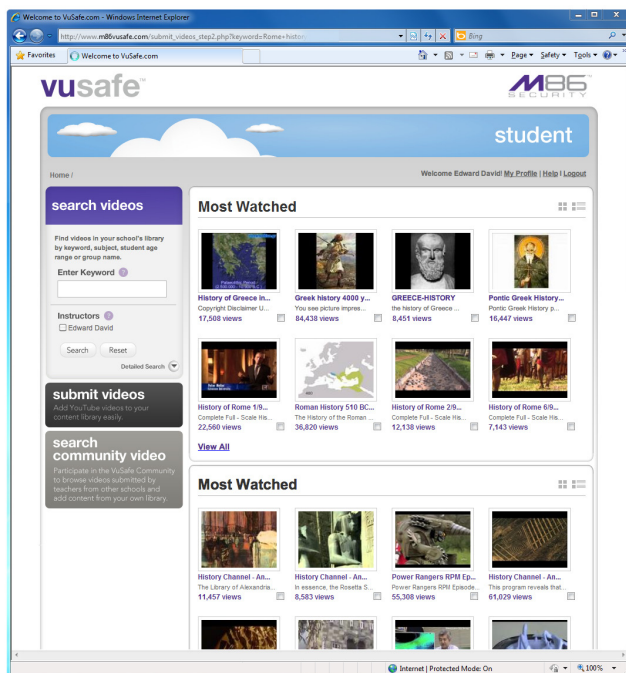 Welcome to VuSafe.com - Windows Internet Explorer
http://www.m86vusafe.com/submit_videos_step2.php?keyword=Rome+histor
Bing
Favorites
Welcome to VuSafe.com
Page
Safety
Tools
vusafe™
M86
SECURITY
student
Home /
Welcome Edward David! My Profile | Help | Logout
search videos
Find videos in your school's library
by keyword, subject, student age
range or group name.
Enter Keyword ?
Instructors ?
Edward David
Search Reset
Detailed Search
submit videos
Add YouTube videos to your
content library easily.
search
community video
Participate in the VuSafe Community
to browse videos submitted by
teachers from other schools and
add content from your own library.
Most Watched
History of Greece in...
Copyright Disclaimer U...
17,508 views
Greek history 4000 y...
You see picture impres...
84,438 views
GREECE-HISTORY
the history of Greece ...
8,451 views
Pontic Greek History...
Pontic Greek History p...
16,447 views
History of Rome 1/9...
Complete Full - Scale His...
22,560 views
Roman History 510 BC...
The History of the Roman ...
36,820 views
History of Rome 2/9...
Complete Full - Scale His...
12,138 views
History of Rome 6/9...
Complete Full - Scale His...
7,143 views
View All
Most Watched
History Channel - An...
The Library of Alexandria...
11,457 views
History Channel - An...
In essence, the Rosetta S...
8,583 views
Power Rangers RPM Ep...
Power Rangers RPM Episode...
55,308 views
History Channel - An...
This program reveals that...
61,029 views
Internet | Protected Mode: On
100%